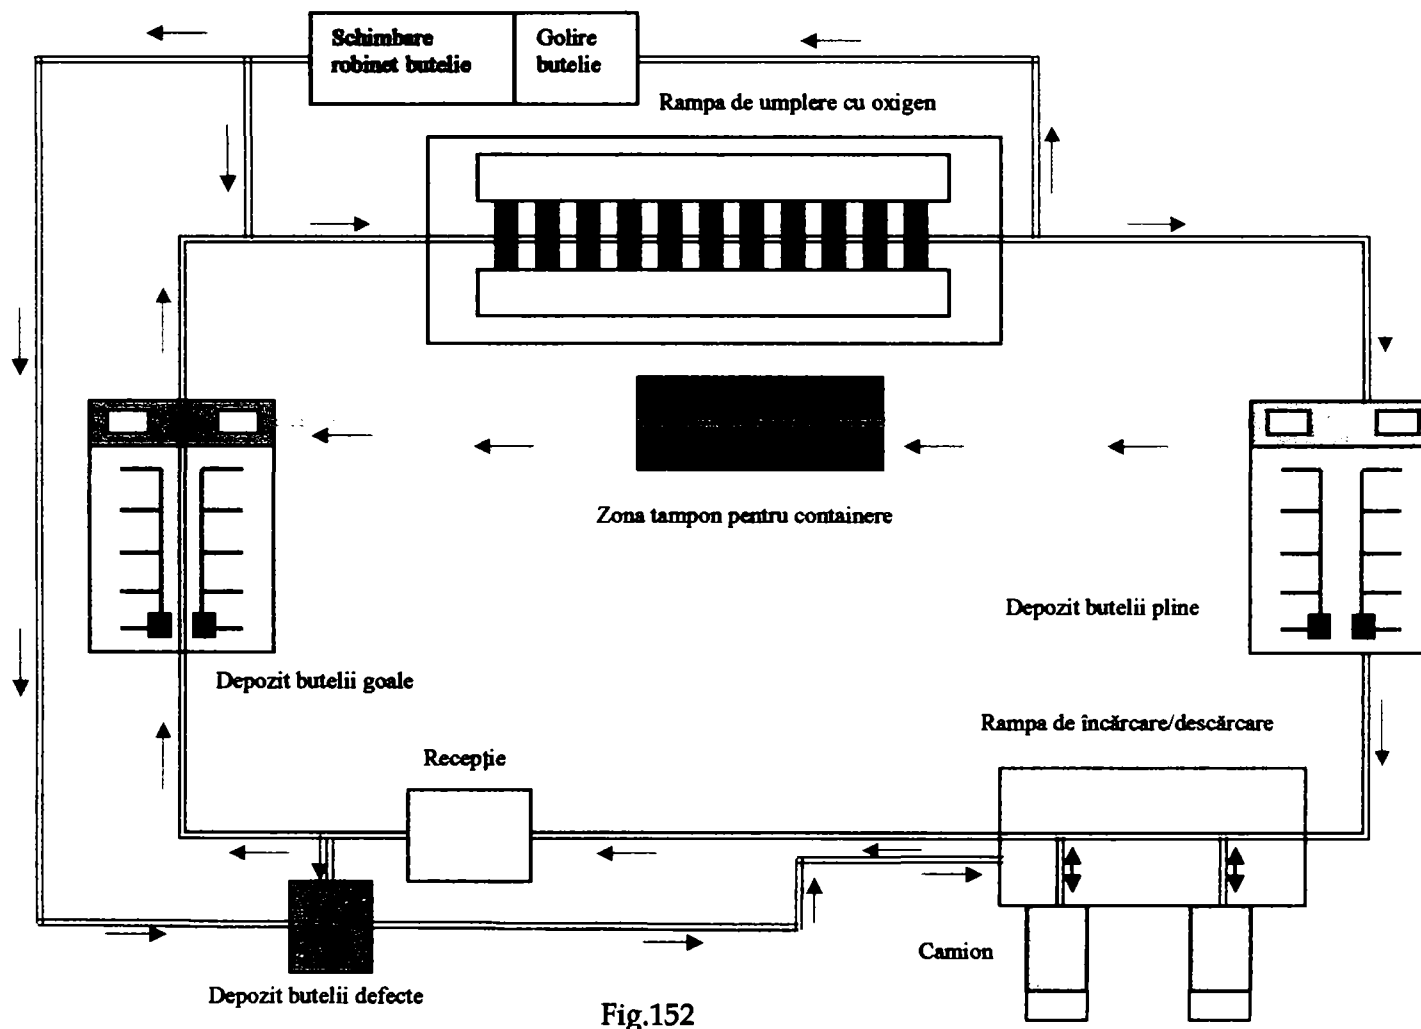 Schimbare
robinet butelie
Golire
butelie
Rampa de umplere cu oxigen
Zona tampon pentru containere
Depozit butelii pline
Depozit butelii goale
Rampa de încărcare/descărcare
Recepție
Camion
Depozit butelii defecte
Fig.152